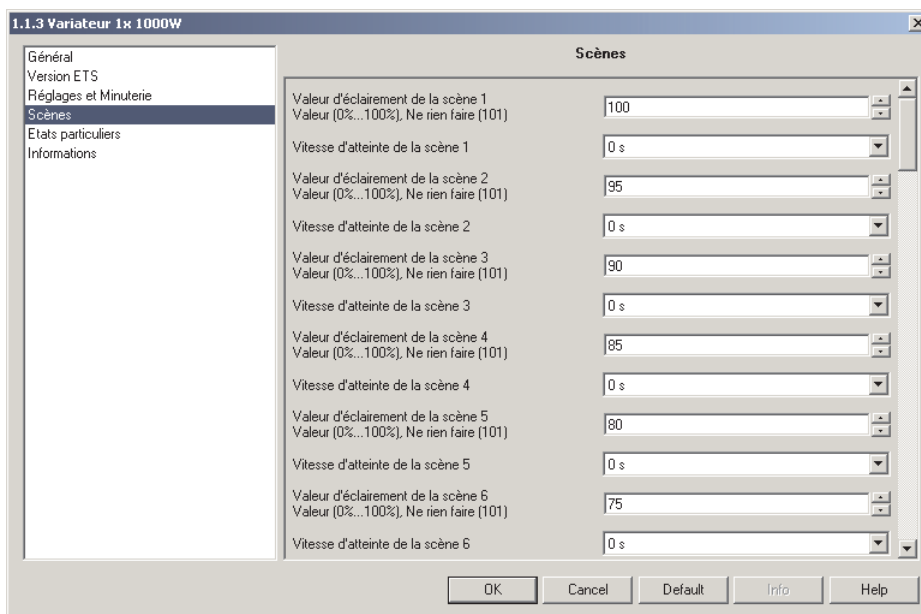 1.1.3 Variateur 1x 1000W
Général
Version ETS
Réglages et Minuterie
Scènes
Etats particuliers
Informations
Scènes
Valeur d'éclairement de la scène 1
Valeur (0%...100%), Ne rien faire (101)
100
Vitesse d'atteinte de la scène 1
0 s
Valeur d'éclairement de la scène 2
Valeur (0%...100%), Ne rien faire (101)
95
Vitesse d'atteinte de la scène 2
0 s
Valeur d'éclairement de la scène 3
Valeur (0%...100%), Ne rien faire (101)
90
Vitesse d'atteinte de la scène 3
0 s
Valeur d'éclairement de la scène 4
Valeur (0%...100%), Ne rien faire (101)
85
Vitesse d'atteinte de la scène 4
0 s
Valeur d'éclairement de la scène 5
Valeur (0%...100%), Ne rien faire (101)
80
Vitesse d'atteinte de la scène 5
0 s
Valeur d'éclairement de la scène 6
Valeur (0%...100%), Ne rien faire (101)
75
Vitesse d'atteinte de la scène 6
0 s
OK
Cancel
Default
Info
Help